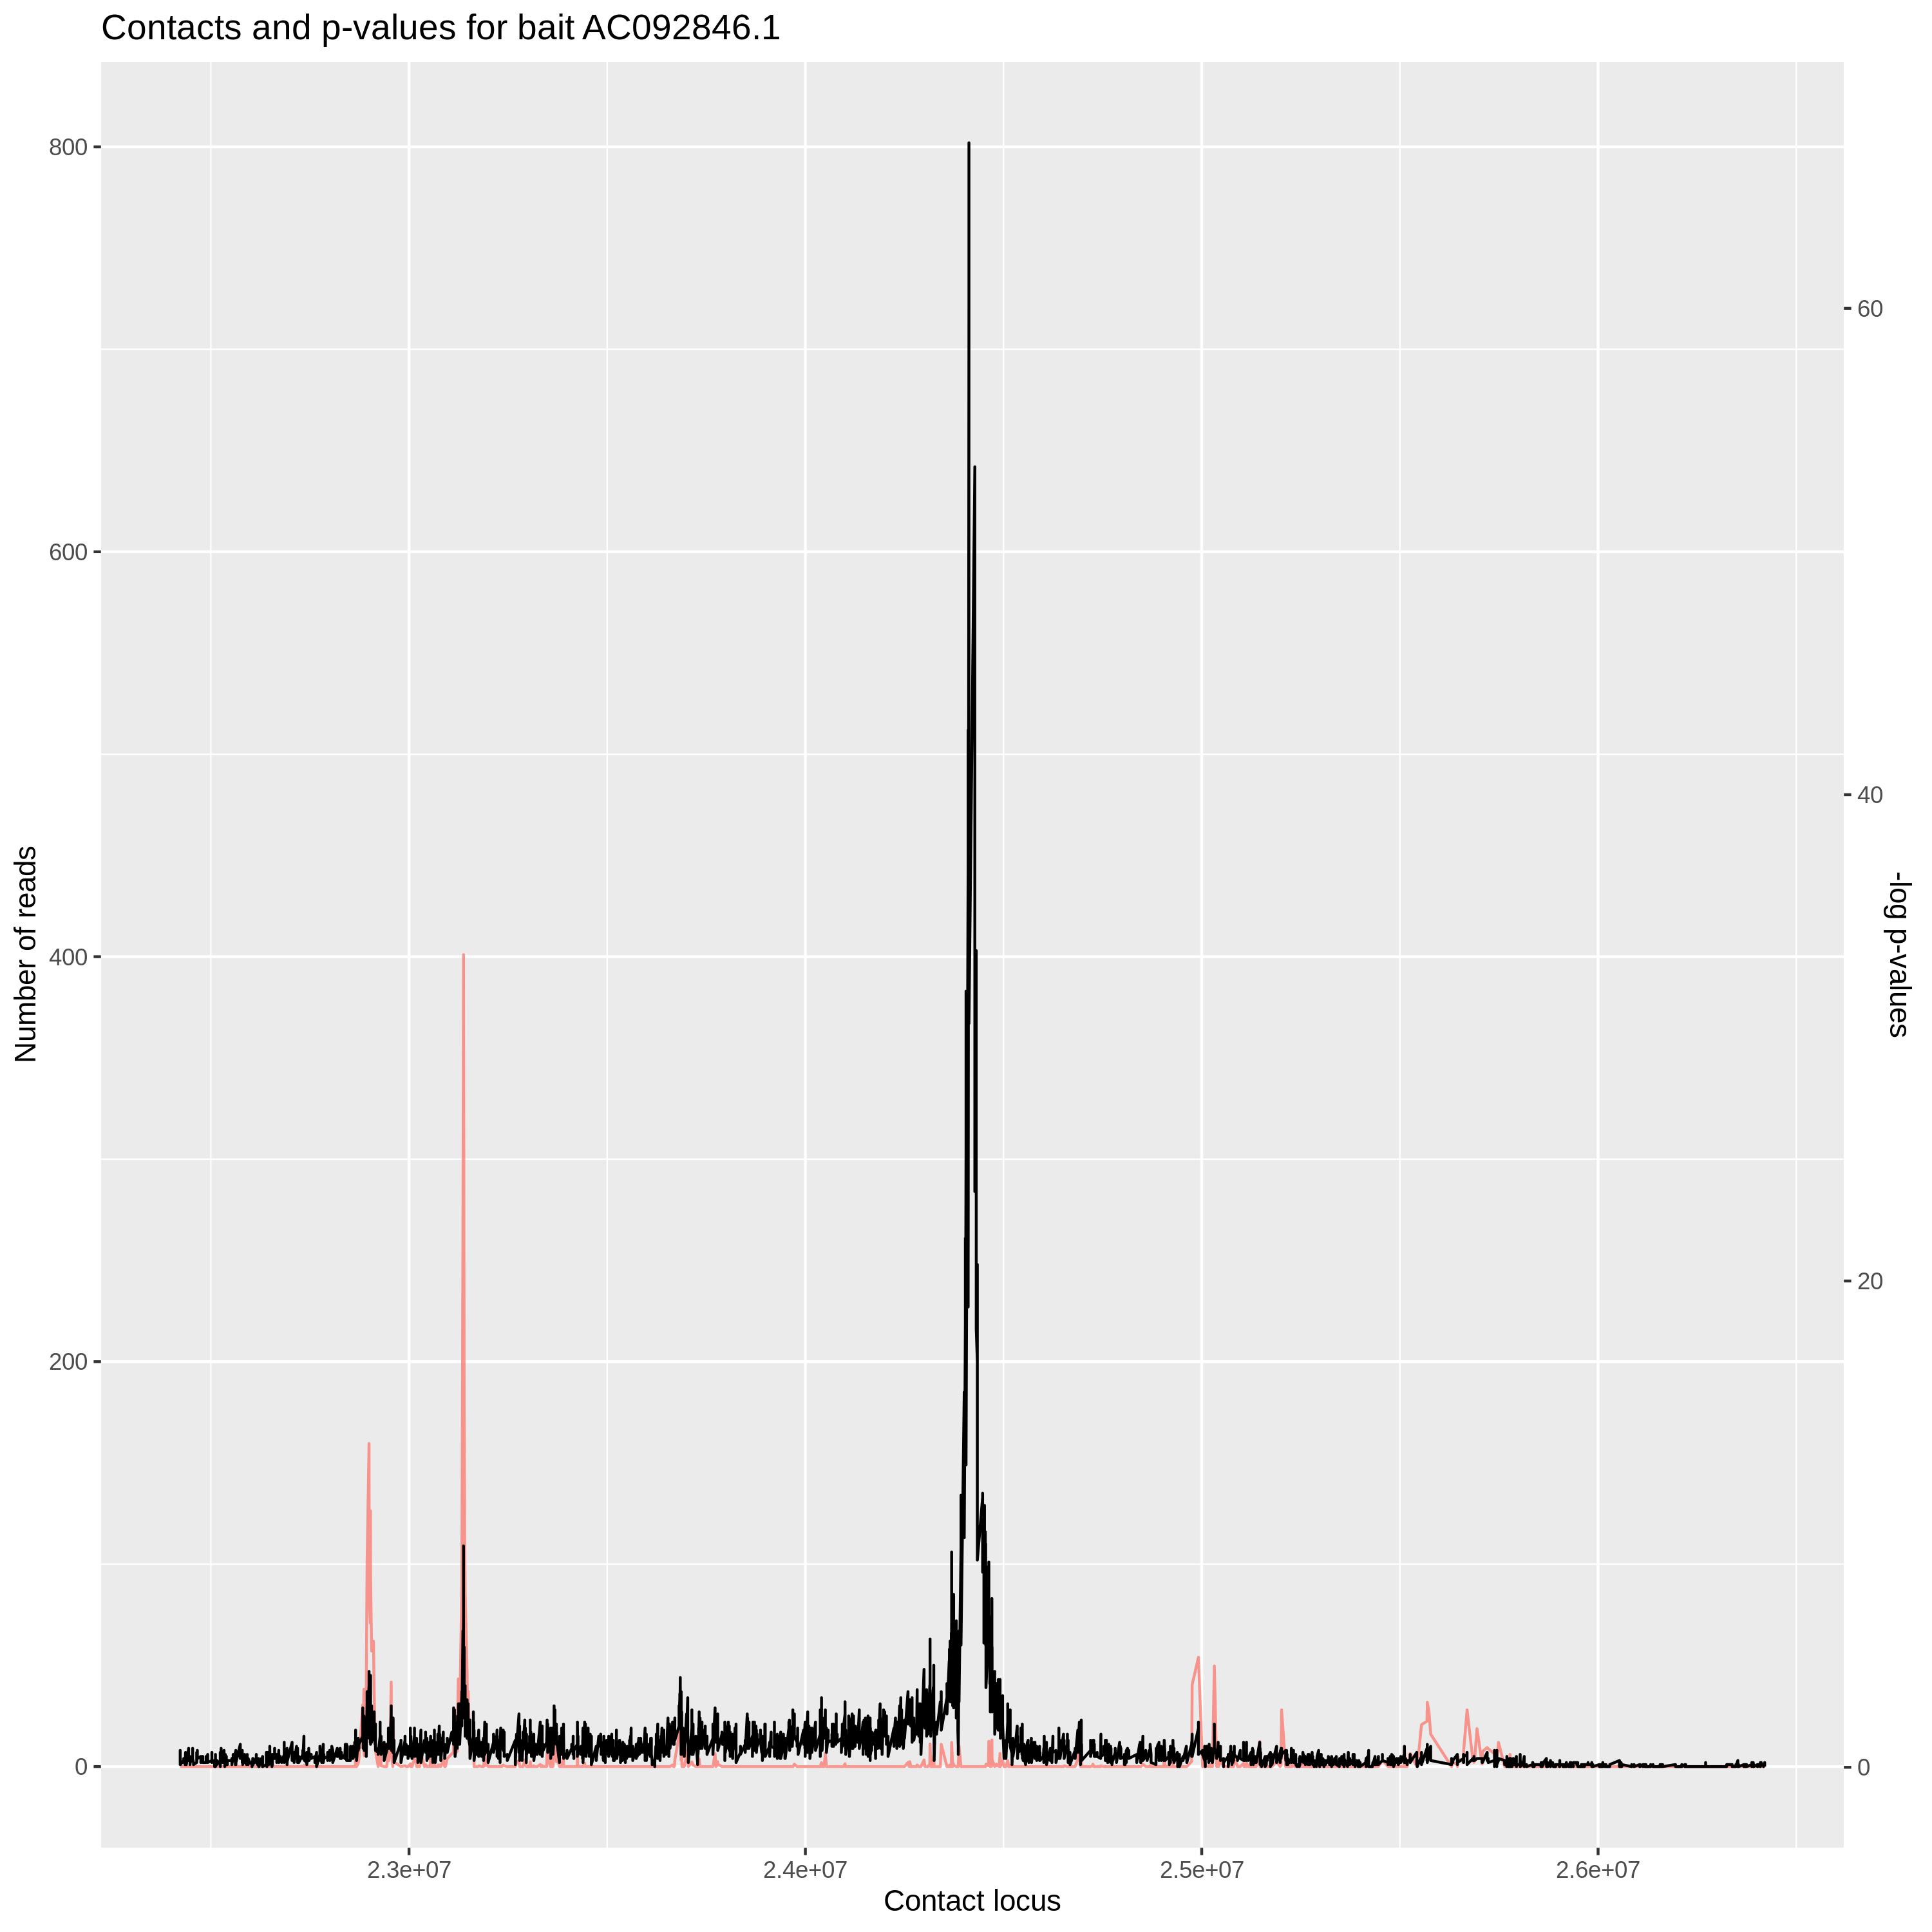 Contacts and p-values for bait AC092846.1
800
600
400
200
0
Number of reads
60
40
20
0
-log p-values
2.3e+07
2.4e+07
2.5e+07
2.6e+07
Contact locus